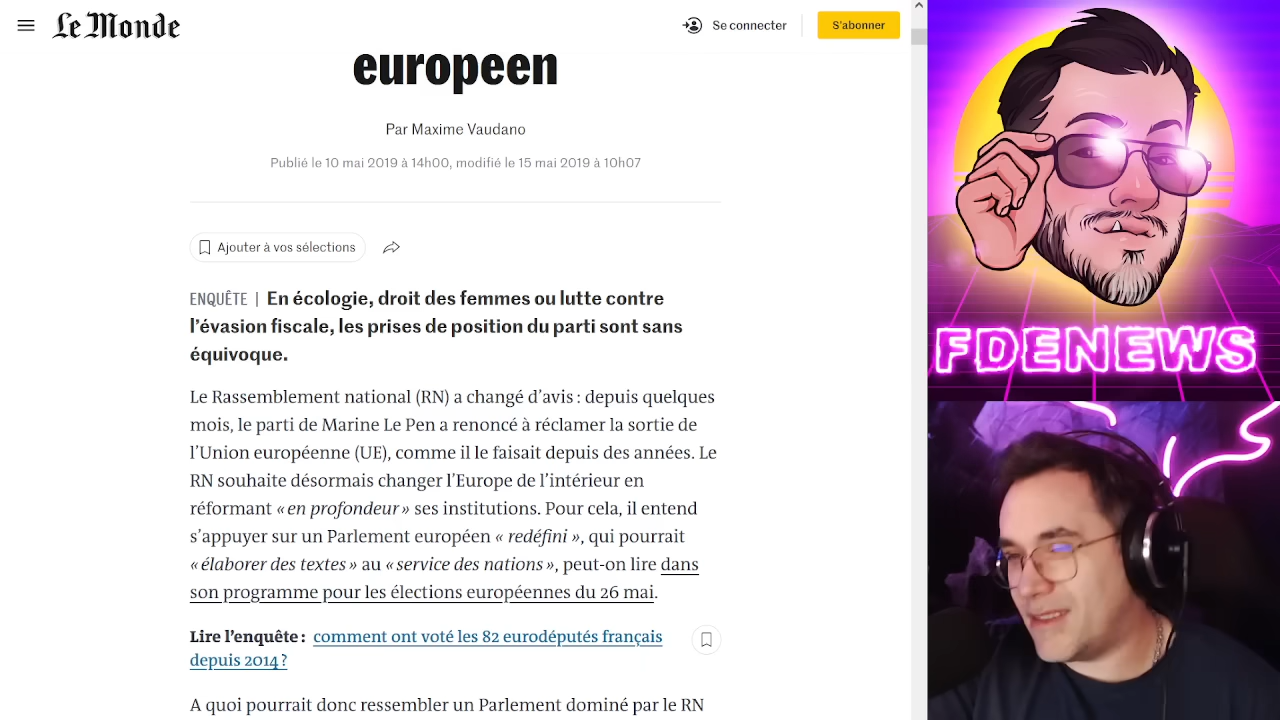 Le Monde
Se connecter
S'abonner
europeen
Par Maxime Vaudano
Publié le 10 mai 2019 à 14h00, modifié le 15 mai 2019 à 10h07
Ajouter à vos sélections
ENQUÊTE | En écologie, droit des femmes ou lutte contre
l'évasion fiscale, les prises de position du parti sont sans
équivoque.
Le Rassemblement national (RN) a changé d'avis : depuis quelques
mois, le parti de Marine Le Pen a renoncé à réclamer la sortie de
l'Union européenne (UE), comme il le faisait depuis des années. Le
RN souhaite désormais changer l'Europe de l'intérieur en
réformant « en profondeur » ses institutions. Pour cela, il entend
s'appuyer sur un Parlement européen « redéfini », qui pourrait
« élaborer des textes » au « service des nations », peut-on lire dans
son programme pour les élections européennes du 26 mai.
Lire l'enquête : comment ont voté les 82 eurodéputés français
depuis 2014 ?
A quoi pourrait donc ressembler un Parlement dominé par le RN
FDENEWS